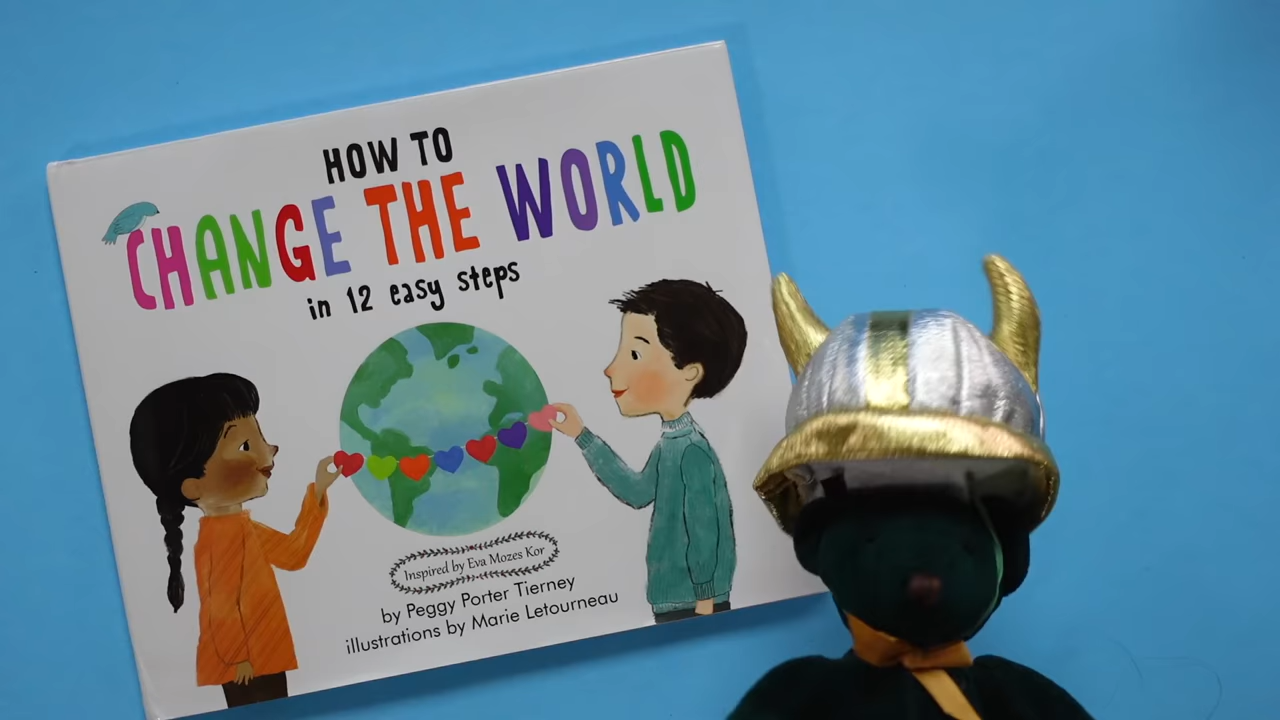 HOW TO
CHANGE THE WORLD
in 12 easy steps
Inspired by Eva Mozes Kor
by Peggy Porter Tierney
illustrations by Marie Letourneau